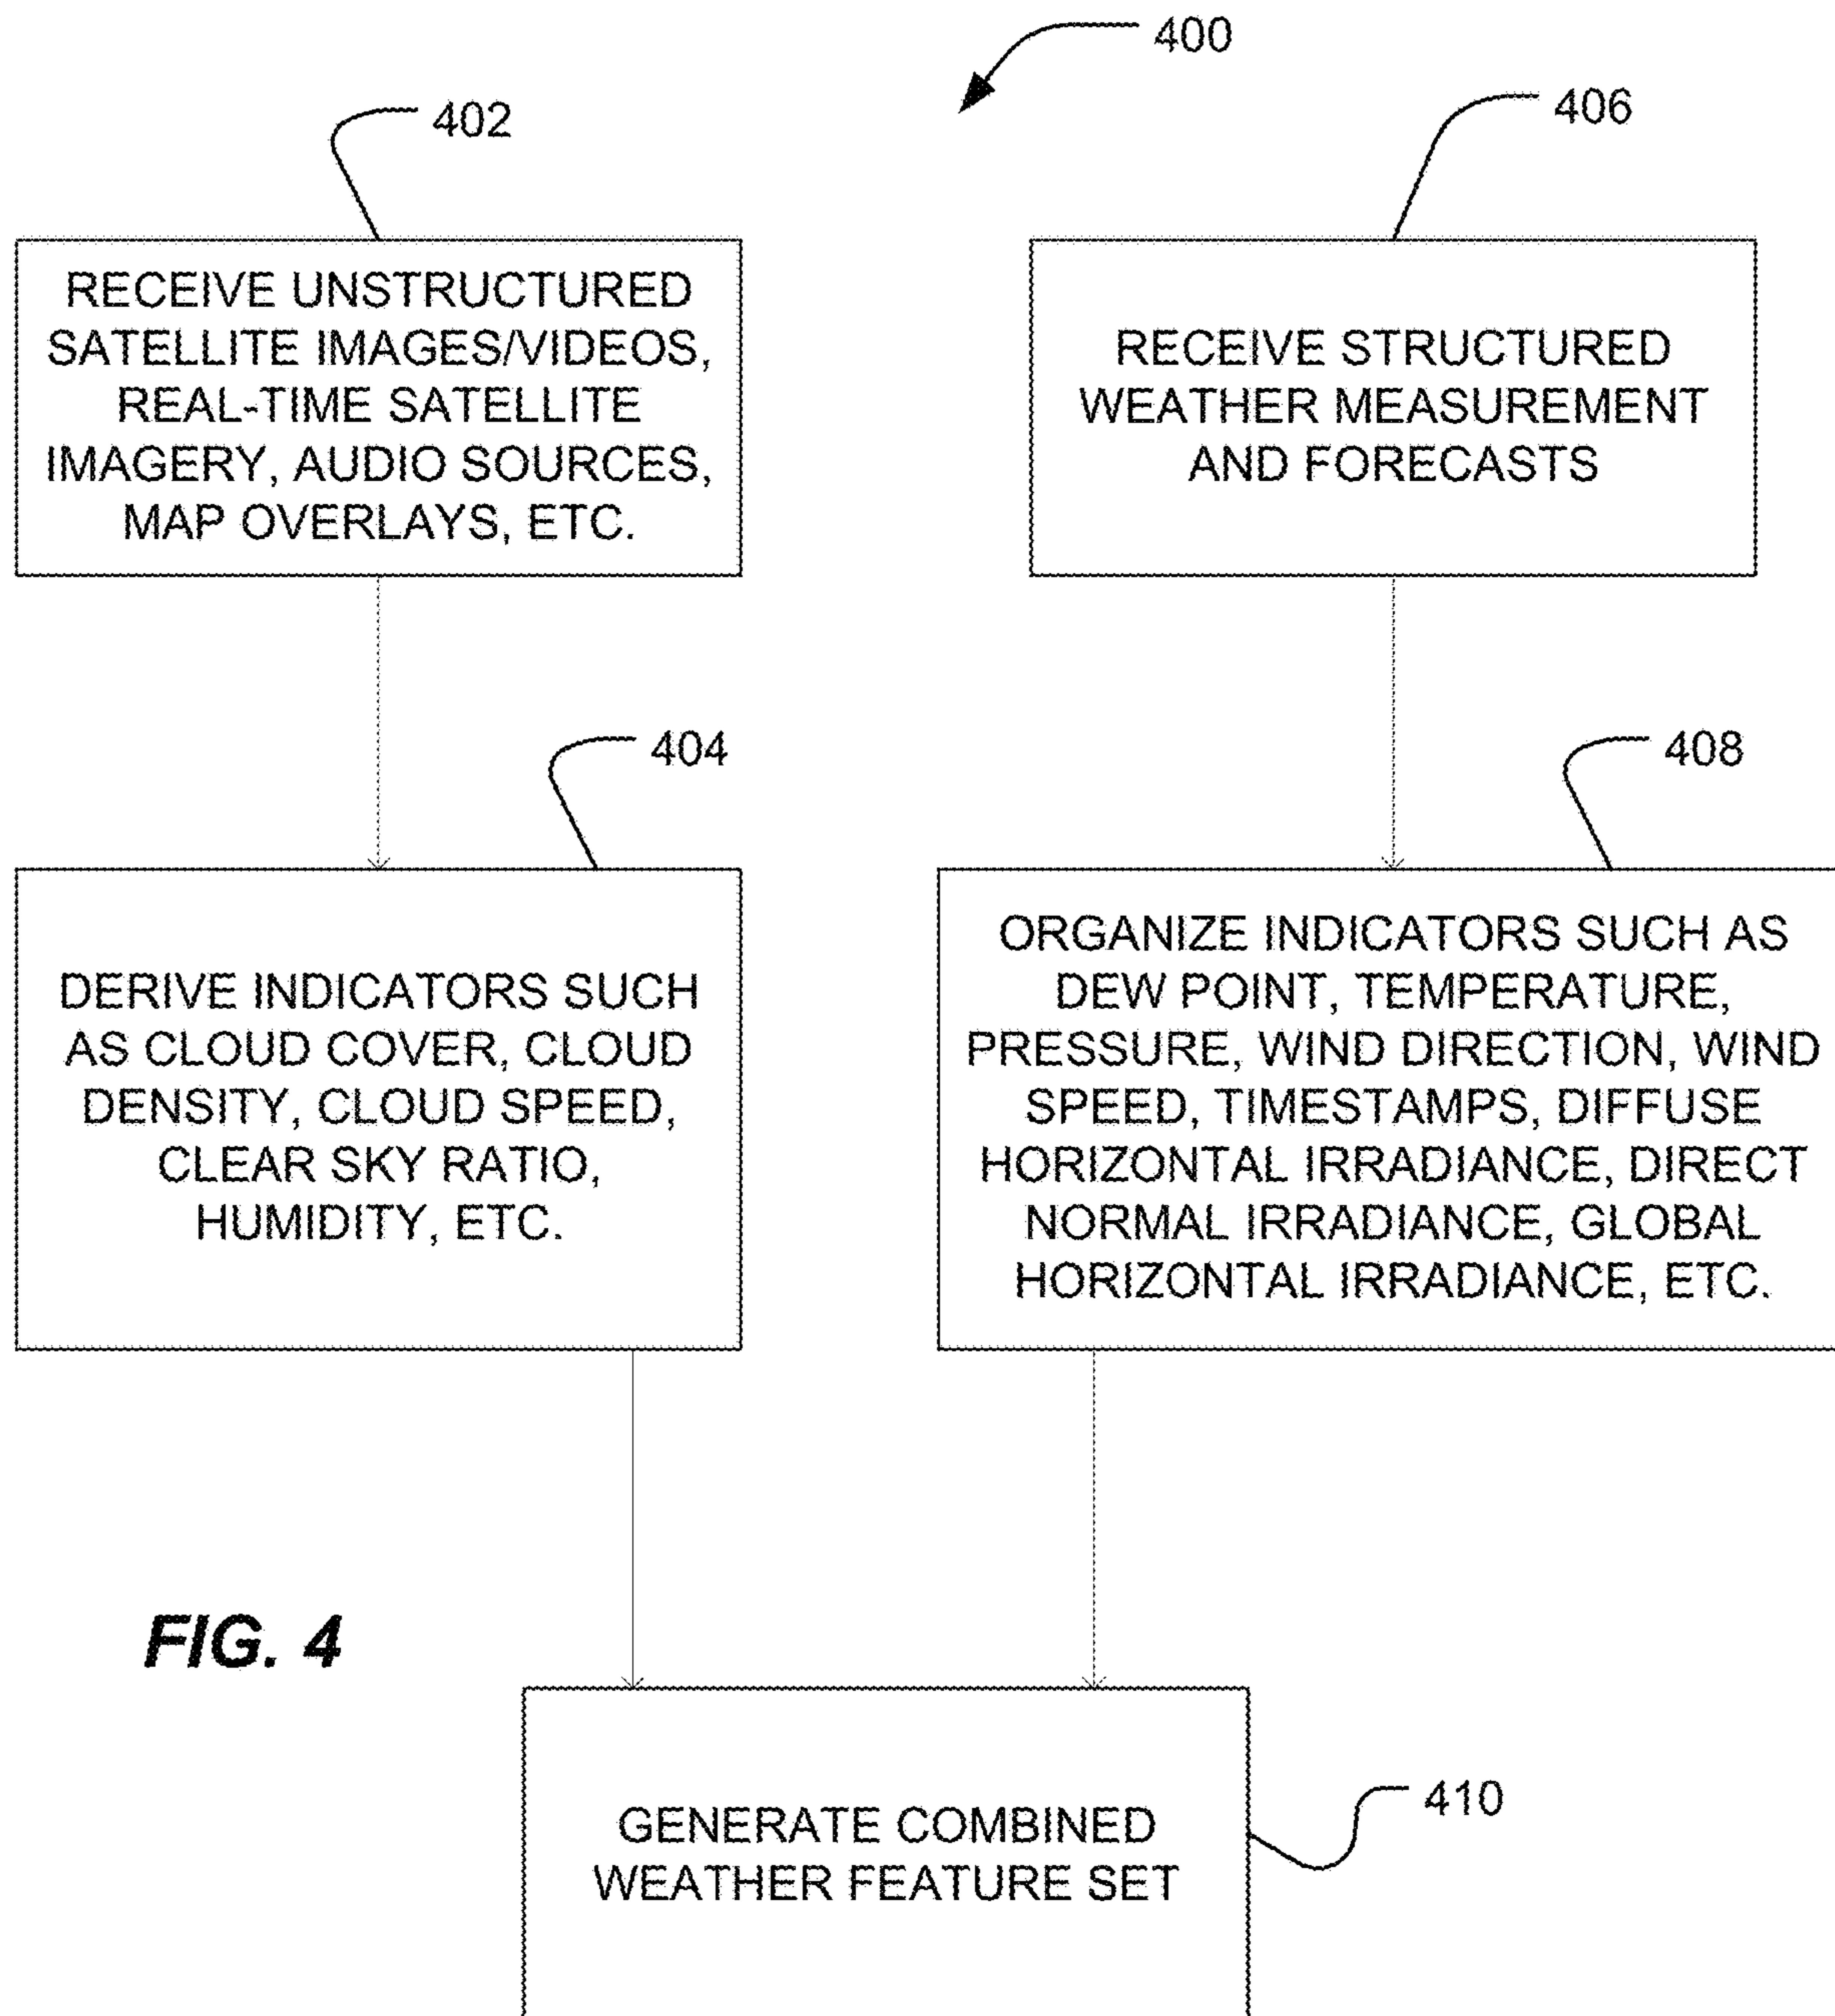 400
402
406
RECEIVE UNSTRUCTURED
SATELLITE IMAGES/VIDEOS,
REAL-TIME SATELLITE
IMAGERY, AUDIO SOURCES,
MAP OVERLAYS, ETC.
RECEIVE STRUCTURED
WEATHER MEASUREMENT
AND FORECASTS
404
408
DERIVE INDICATORS SUCH
AS CLOUD COVER, CLOUD
DENSITY, CLOUD SPEED,
CLEAR SKY RATIO,
HUMIDITY, ETC.
ORGANIZE INDICATORS SUCH AS
DEW POINT, TEMPERATURE,
PRESSURE, WIND DIRECTION, WIND
SPEED, TIMESTAMPS, DIFFUSE
HORIZONTAL IRRADIANCE, DIRECT
NORMAL IRRADIANCE, GLOBAL
HORIZONTAL IRRADIANCE, ETC.
FIG. 4
410
GENERATE COMBINED
WEATHER FEATURE SET